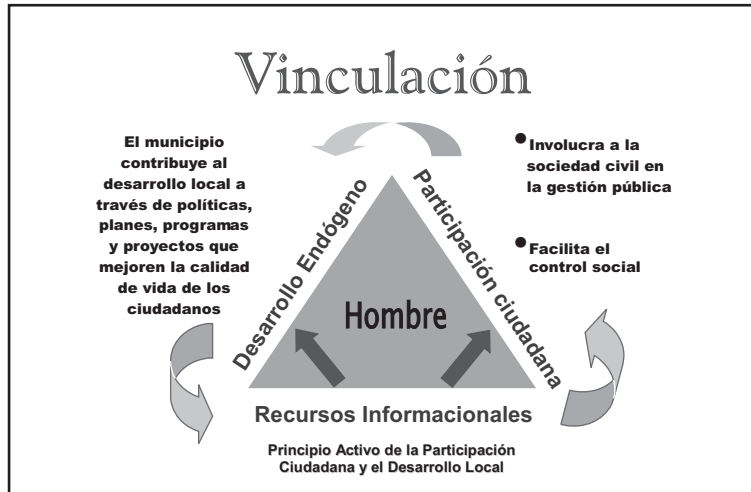 Vinculación
El municipio
contribuye al
desarrollo local a
través de políticas,
planes, programas
y proyectos que
mejoren la calidad
de vida de los
ciudadanos
Desarrollo Endógeno
Participación ciudadana
● Involucra a la
sociedad civil en
la gestión pública
● Facilita el
control social
Hombre
Recursos Informacionales
Principio Activo de la Participación
Ciudadana y el Desarrollo Local